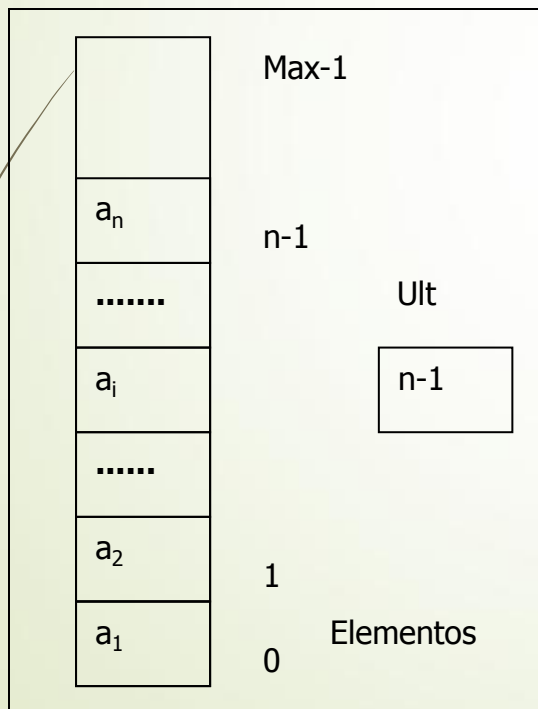 Max-1
aₙ
n-1
.......
Ult
aᵢ
n-1
......
a₂
1
a₁
Elementos
0